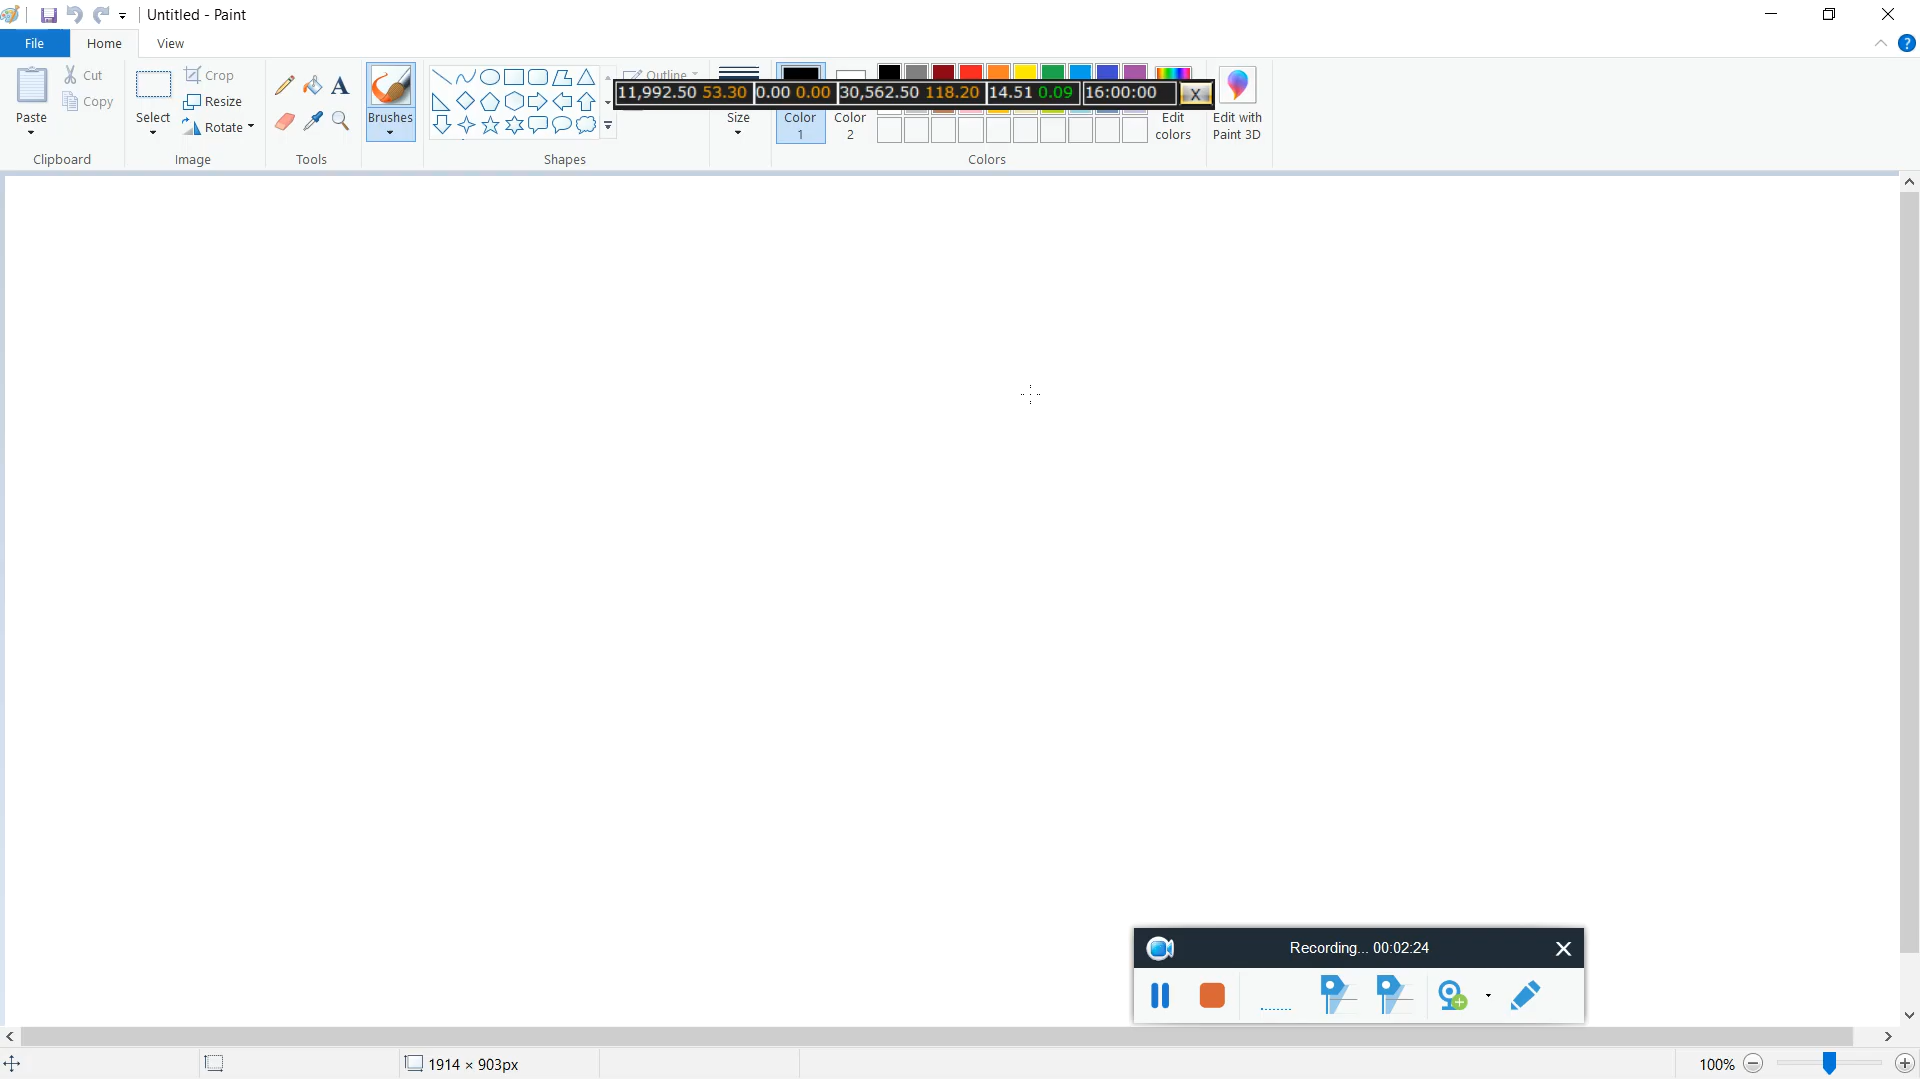 Untitled - Paint
File Home View
Paste
Cut
Copy
Clipboard
Select
Crop
Resize
Rotate
Image
A
Tools
Brushes
Outline
Shapes
11,992.50 53.30 0.00 0.00 30,562.50 118.20 14.51 0.09 16:00:00 X
Size
Color 1
Color 2
Edit colors
Colors
Edit with Paint 3D
Recording... 00:02:24
1914 × 903px
100%